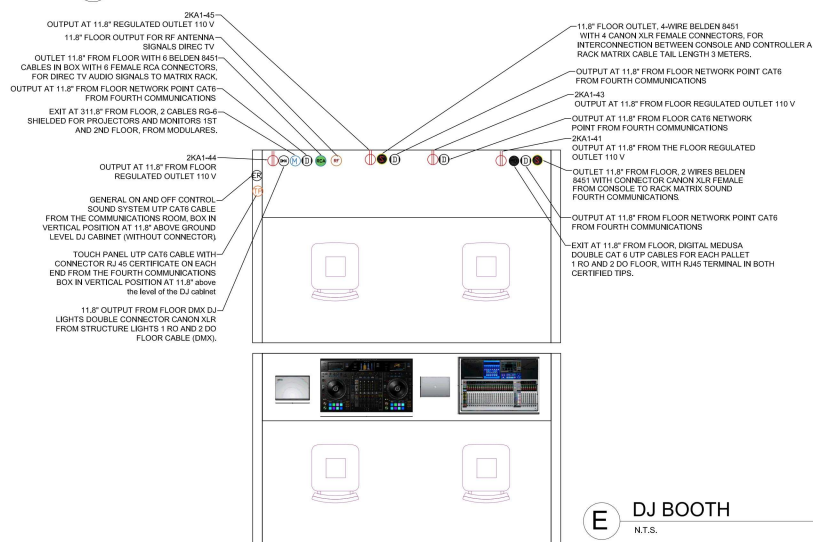 2KA1-45
OUTPUT AT 11.8" REGULATED OUTLET 110 V
11.8" FLOOR OUTPUT FOR RF ANTENNA
SIGNALS DIREC TV
OUTLET 11.8" FROM FLOOR WITH 6 BELDEN 8451
CABLES IN BOX WITH 6 FEMALE RCA CONNECTORS,
FOR DIREC TV AUDIO SIGNALS TO MATRIX RACK,
OUTPUT AT 11.8" FROM FLOOR NETWORK POINT CAT6
FROM FOURTH COMMUNICATIONS
EXIT AT 311,8" FROM FLOOR, 2 CABLES RG-6
SHIELDED FOR PROJECTORS AND MONITORS 1ST
AND 2ND FLOOR, FROM MODULARES.
2KA1-44
OUTPUT AT 11.8" FROM FLOOR
REGULATED OUTLET 110 V
GENERAL ON AND OFF CONTROL
SOUND SYSTEM UTP CAT6 CABLE
FROM THE COMMUNICATIONS ROOM, BOX IN
VERTICAL POSITION AT 11.8" ABOVE GROUND
LEVEL DJ CABINET (WITHOUT CONNECTOR).
TOUCH PANEL UTP CAT6 CABLE WITH
CONNECTOR RJ 45 CERTIFICATE ON EACH
END FROM THE FOURTH COMMUNICATIONS
BOX IN VERTICAL POSITION AT 11.8" above
the level of the DJ cabinet
11.8" OUTPUT FROM FLOOR DMX DJ
LIGHTS DOUBLE CONNECTOR CANON XLR
FROM STRUCTURE LIGHTS 1 RO AND 2 DO
FLOOR CABLE (DMX).
11,8" FLOOR OUTLET, 4-WIRE BELDEN 8451
WITH 4 CANON XLR FEMALE CONNECTORS, FOR
INTERCONNECTION BETWEEN CONSOLE AND CONTROLLER A
RACK MATRIX CABLE TAIL LENGTH 3 METERS.
OUTPUT AT 11.8" FROM FLOOR NETWORK POINT CAT6
FROM FOURTH COMMUNICATIONS
2KA1-43
OUTPUT AT 11.8" FROM FLOOR REGULATED OUTLET 110 V
OUTPUT AT 11.8" FROM FLOOR CAT6 NETWORK
POINT FROM FOURTH COMMUNICATIONS
2KA1-41
OUTPUT AT 11.8" FROM THE FLOOR REGULATED
OUTLET 110 V
OUTLET 11.8" FROM FLOOR, 2 WIRES BELDEN
8451 WITH CONNECTOR CANON XLR FEMALE
FROM CONSOLE TO RACK MATRIX SOUND
FOURTH COMMUNICATIONS.
OUTPUT AT 11.8" FROM FLOOR NETWORK POINT CAT6
FROM FOURTH COMMUNICATIONS
EXIT AT 11.8" FROM FLOOR, DIGITAL MEDUSA
DOUBLE CAT 6 UTP CABLES FOR EACH PALLET
1 RO AND 2 DO FLOOR, WITH RJ45 TERMINAL IN BOTH
CERTIFIED TIPS.
M D RCA RT D D D
ER
TP
E
DJ BOOTH
N.T.S.